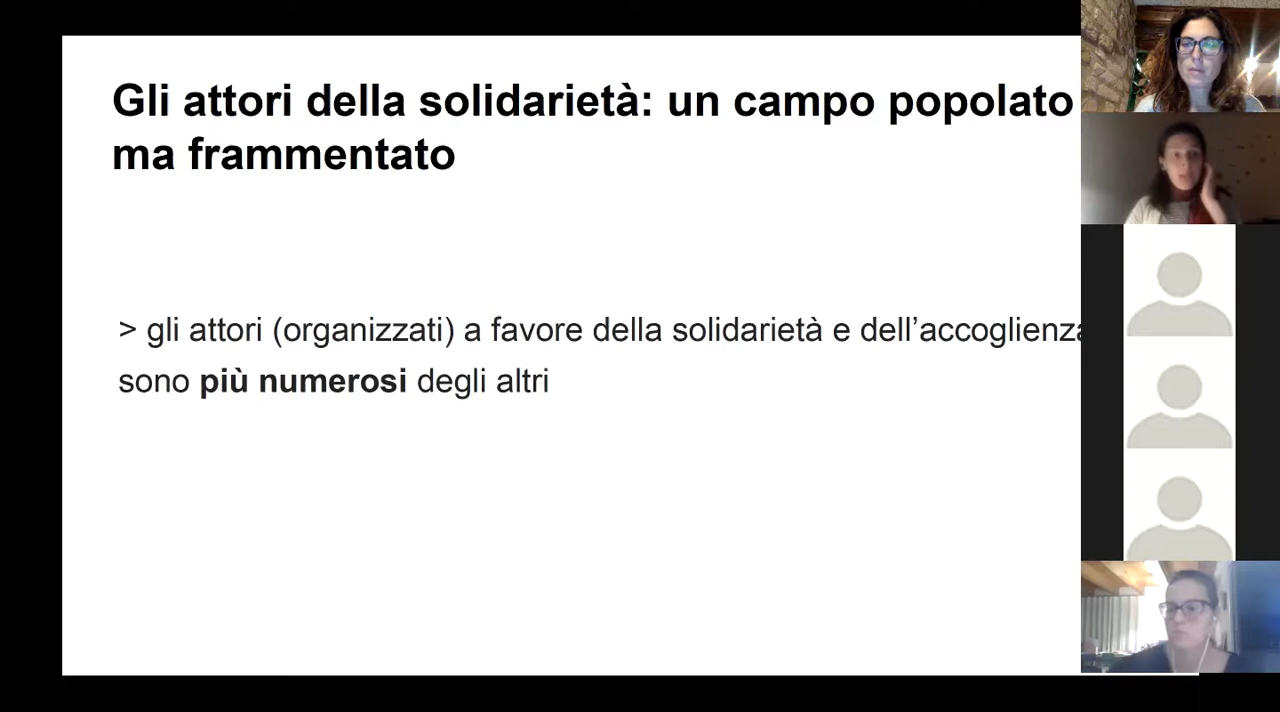 Gli attori della solidarietà: un campo popolato
ma frammentato
> gli attori (organizzati) a favore della solidarietà e dell’accoglienza
sono più numerosi degli altri